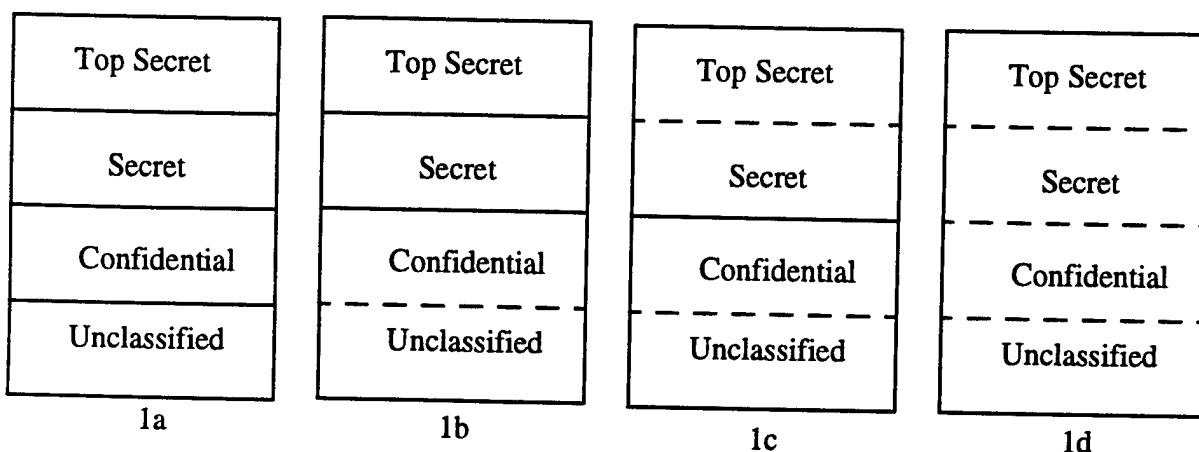 Top Secret
Secret
Confidential
Unclassified
1a
Top Secret
Secret
Confidential
Unclassified
1b
Top Secret
Secret
Confidential
Unclassified
1c
Top Secret
Secret
Confidential
Unclassified
1d